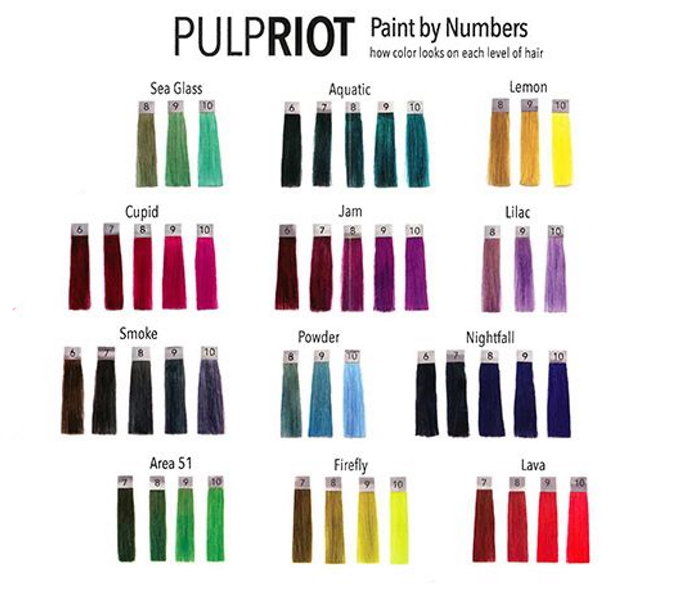 PULPRIOT Paint by Numbers
how color looks on each level of hair
Sea Glass Aquatic Lemon
8 9 10 6 7 8 9 10 8 9 10
Cupid Jam Lilac
6 7 8 9 10 6 7 8 9 10 8 9 10
Smoke Powder Nightfall
6 7 8 9 10 8 9 10 6 7 8 9 10
Area 51 Firefly Lava
7 8 9 10 7 8 9 10 7 8 9 10